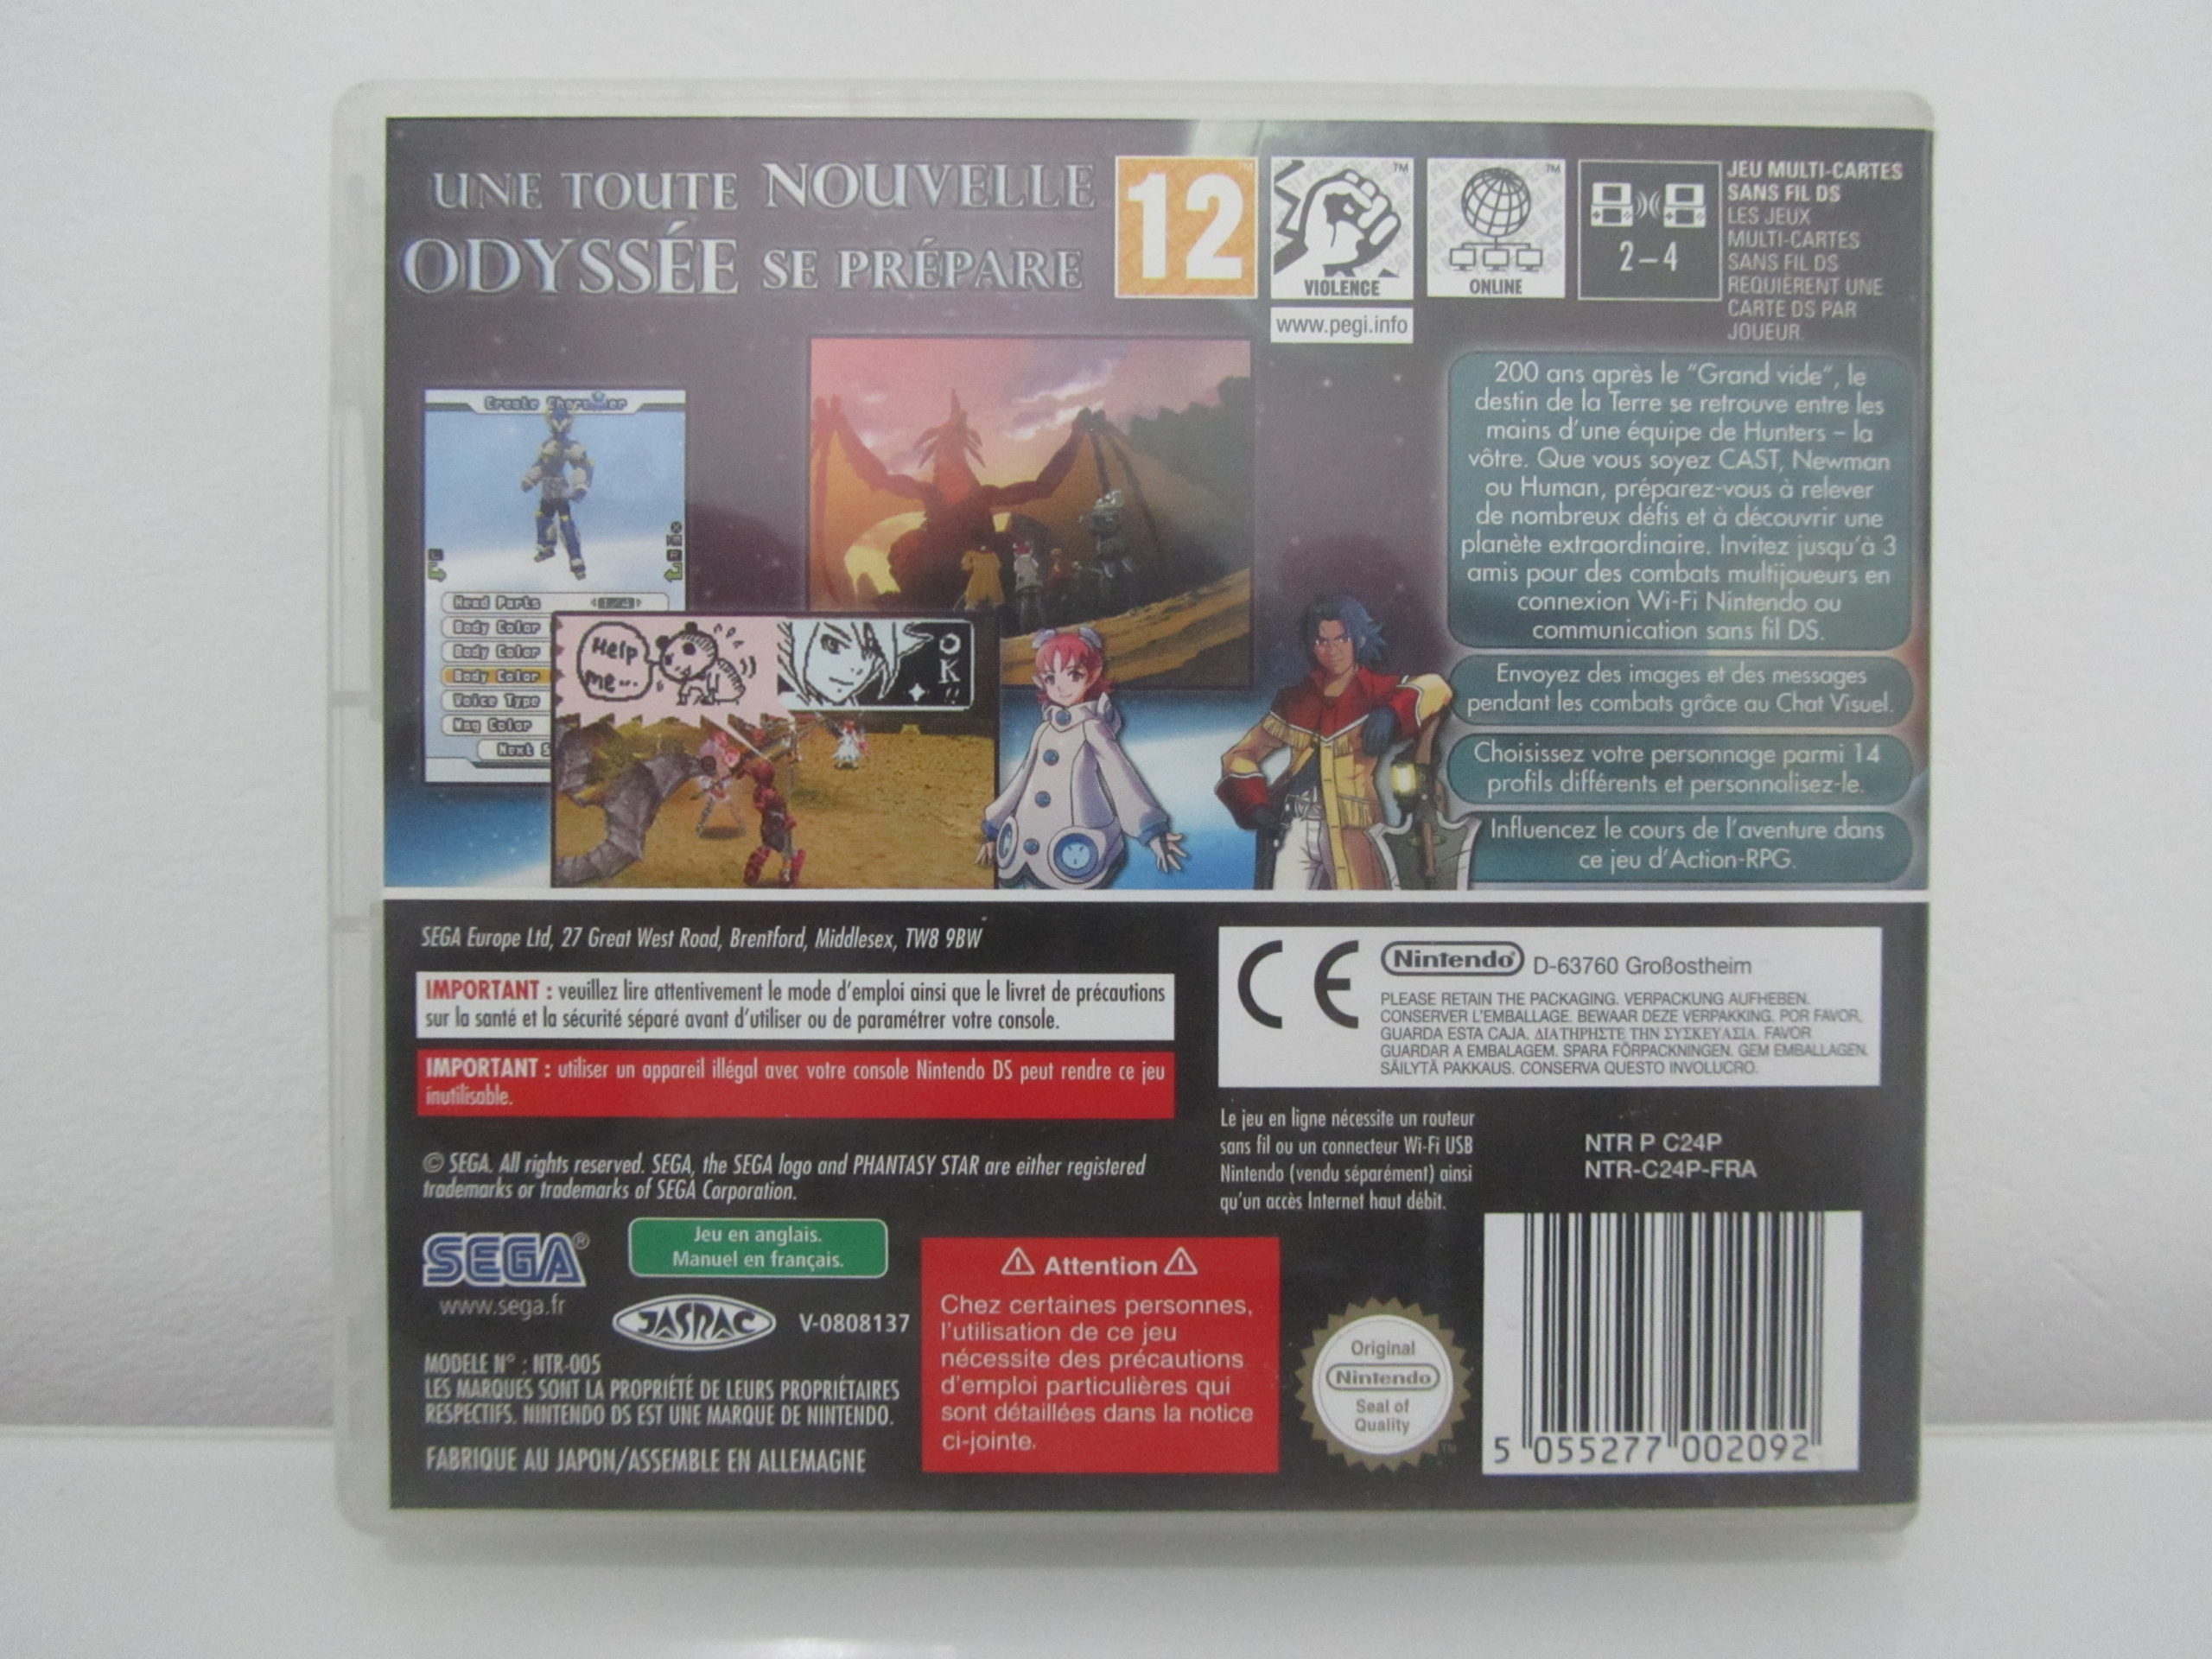 UNE TOUTE NOUVELLE
ODYSSÉE SE PRÉPARE
12
VIOLENCE
www.pegi.info
ONLINE
2–4
JEU MULTI-CARTES
SANS FIL DS
LES JEUX
MULTI-CARTES
SANS FIL DS
REQUIÈRENT UNE
CARTE DS PAR
JOUEUR.
Create Character
Head Parts
1/4
Body Color
Body Color
Body Color
Voice Type
Mag Color
Next S
Help
me...
OK!!
200 ans après le "Grand vide", le
destin de la Terre se retrouve entre les
mains d'une équipe de Hunters – la
vôtre. Que vous soyez CAST, Newman
ou Human, préparez-vous à relever
de nombreux défis et à découvrir une
planète extraordinaire. Invitez jusqu'à 3
amis pour des combats multijoueurs en
connexion Wi-Fi Nintendo ou
communication sans fil DS.
Envoyez des images et des messages
pendant les combats grâce au Chat Visuel.
Choisissez votre personnage parmi 14
profils différents et personnalisez-le.
Influencez le cours de l'aventure dans
ce jeu d'Action-RPG.
SEGA Europe Ltd, 27 Great West Road, Brentford, Middlesex, TW8 9BW
IMPORTANT : veuillez lire attentivement le mode d'emploi ainsi que le livret de précautions
sur la santé et la sécurité séparé avant d'utiliser ou de paramétrer votre console.
IMPORTANT : utiliser un appareil illégal avec votre console Nintendo DS peut rendre ce jeu
inutilisable.
© SEGA. All rights reserved. SEGA, the SEGA logo and PHANTASY STAR are either registered
trademarks or trademarks of SEGA Corporation.
SEGA®
www.sega.fr
Jeu en anglais.
Manuel en français.
JASRAC
V-0808137
MODELE N° : NTR-005
LES MARQUES SONT LA PROPRIÉTÉ DE LEURS PROPRIÉTAIRES
RESPECTIFS. NINTENDO DS EST UNE MARQUE DE NINTENDO.
FABRIQUE AU JAPON/ASSEMBLE EN ALLEMAGNE
Attention
Chez certaines personnes,
l'utilisation de ce jeu
nécessite des précautions
d'emploi particulières qui
sont détaillées dans la notice
ci-jointe.
CE
Nintendo® D-63760 Großostheim
PLEASE RETAIN THE PACKAGING. VERPACKUNG AUFHEBEN.
CONSERVER L'EMBALLAGE. BEWAAR DEZE VERPAKKING. POR FAVOR,
GUARDA ESTA CAJA. ΔΙΑΤΗΡΗΣΤΕ ΤΗΝ ΣΥΣΚΕΥΑΣΙΑ. FAVOR
GUARDAR A EMBALAGEM. SPARA FÖRPACKNINGEN. GEM EMBALLAGEN.
SÄILYTÄ PAKKAUS. CONSERVA QUESTO INVOLUCRO.
Le jeu en ligne nécessite un routeur
sans fil ou un connecteur Wi-Fi USB
Nintendo (vendu séparément) ainsi
qu'un accès Internet haut débit.
NTR P C24P
NTR-C24P-FRA
Original
Nintendo
Seal of
Quality
5 055277 002092